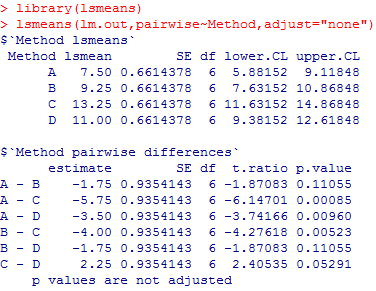 > library(lsmeans)
> lsmeans(lm.out,pairwise~Method,adjust="none")
$`Method lsmeans`
 Method lsmean        SE df lower.CL upper.CL
      A   7.50 0.6614378  6  5.88152  9.11848
      B   9.25 0.6614378  6  7.63152 10.86848
      C  13.25 0.6614378  6 11.63152 14.86848
      D  11.00 0.6614378  6  9.38152 12.61848

$`Method pairwise differences`
      estimate        SE df  t.ratio p.value
A - B    -1.75 0.9354143  6 -1.87083 0.11055
A - C    -5.75 0.9354143  6 -6.14701 0.00085
A - D    -3.50 0.9354143  6 -3.74166 0.00960
B - C    -4.00 0.9354143  6 -4.27618 0.00523
B - D    -1.75 0.9354143  6 -1.87083 0.11055
C - D     2.25 0.9354143  6  2.40535 0.05291
    p values are not adjusted